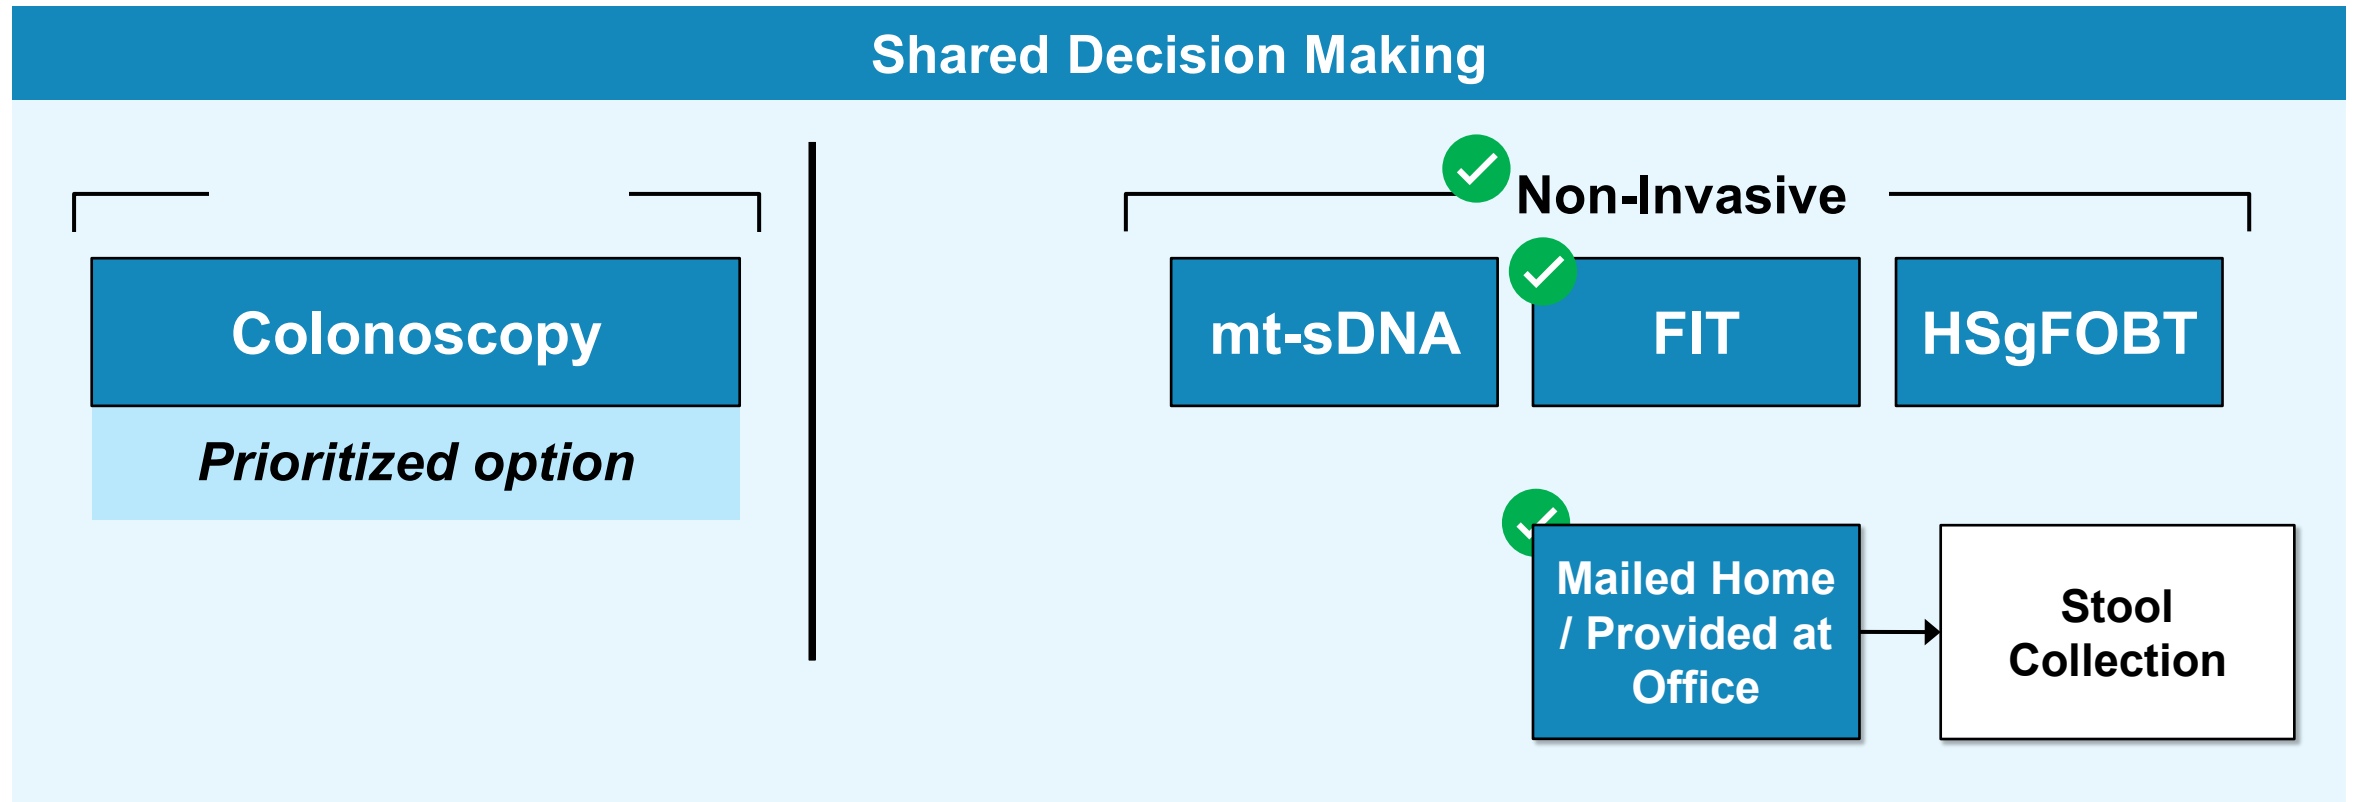 Shared Decision Making
Non-Invasive
Colonoscopy
mt-sDNA
FIT
HSgFOBT
Prioritized option
Mailed Home
/ Provided at
Office
Stool
Collection